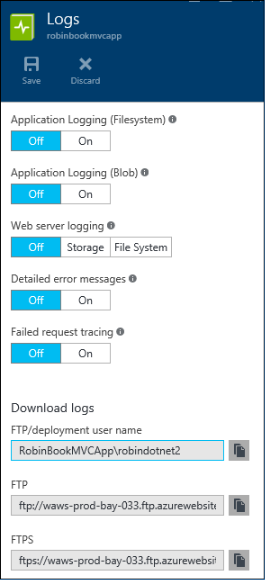 Logs
robinbookmvcapp
Save Discard
Application Logging (Filesystem)
Off On
Application Logging (Blob)
Off On
Web server logging
Off Storage File System
Detailed error messages
Off On
Failed request tracing
Off On
Download logs
FTP/deployment user name
RobinBookMVCApp\robindotnet2
FTP
ftp://waws-prod-bay-033.ftp.azurewebsit
FTPS
ftps://waws-prod-bay-033.ftp.azurewebsi